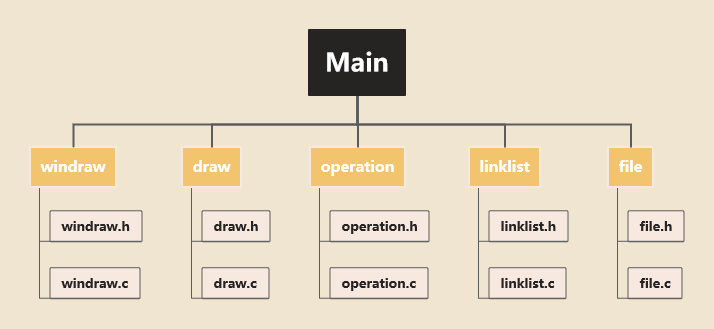 Main
windraw
draw
operation
linklist
file
windraw.h
draw.h
operation.h
linklist.h
file.h
windraw.c
draw.c
operation.c
linklist.c
file.c